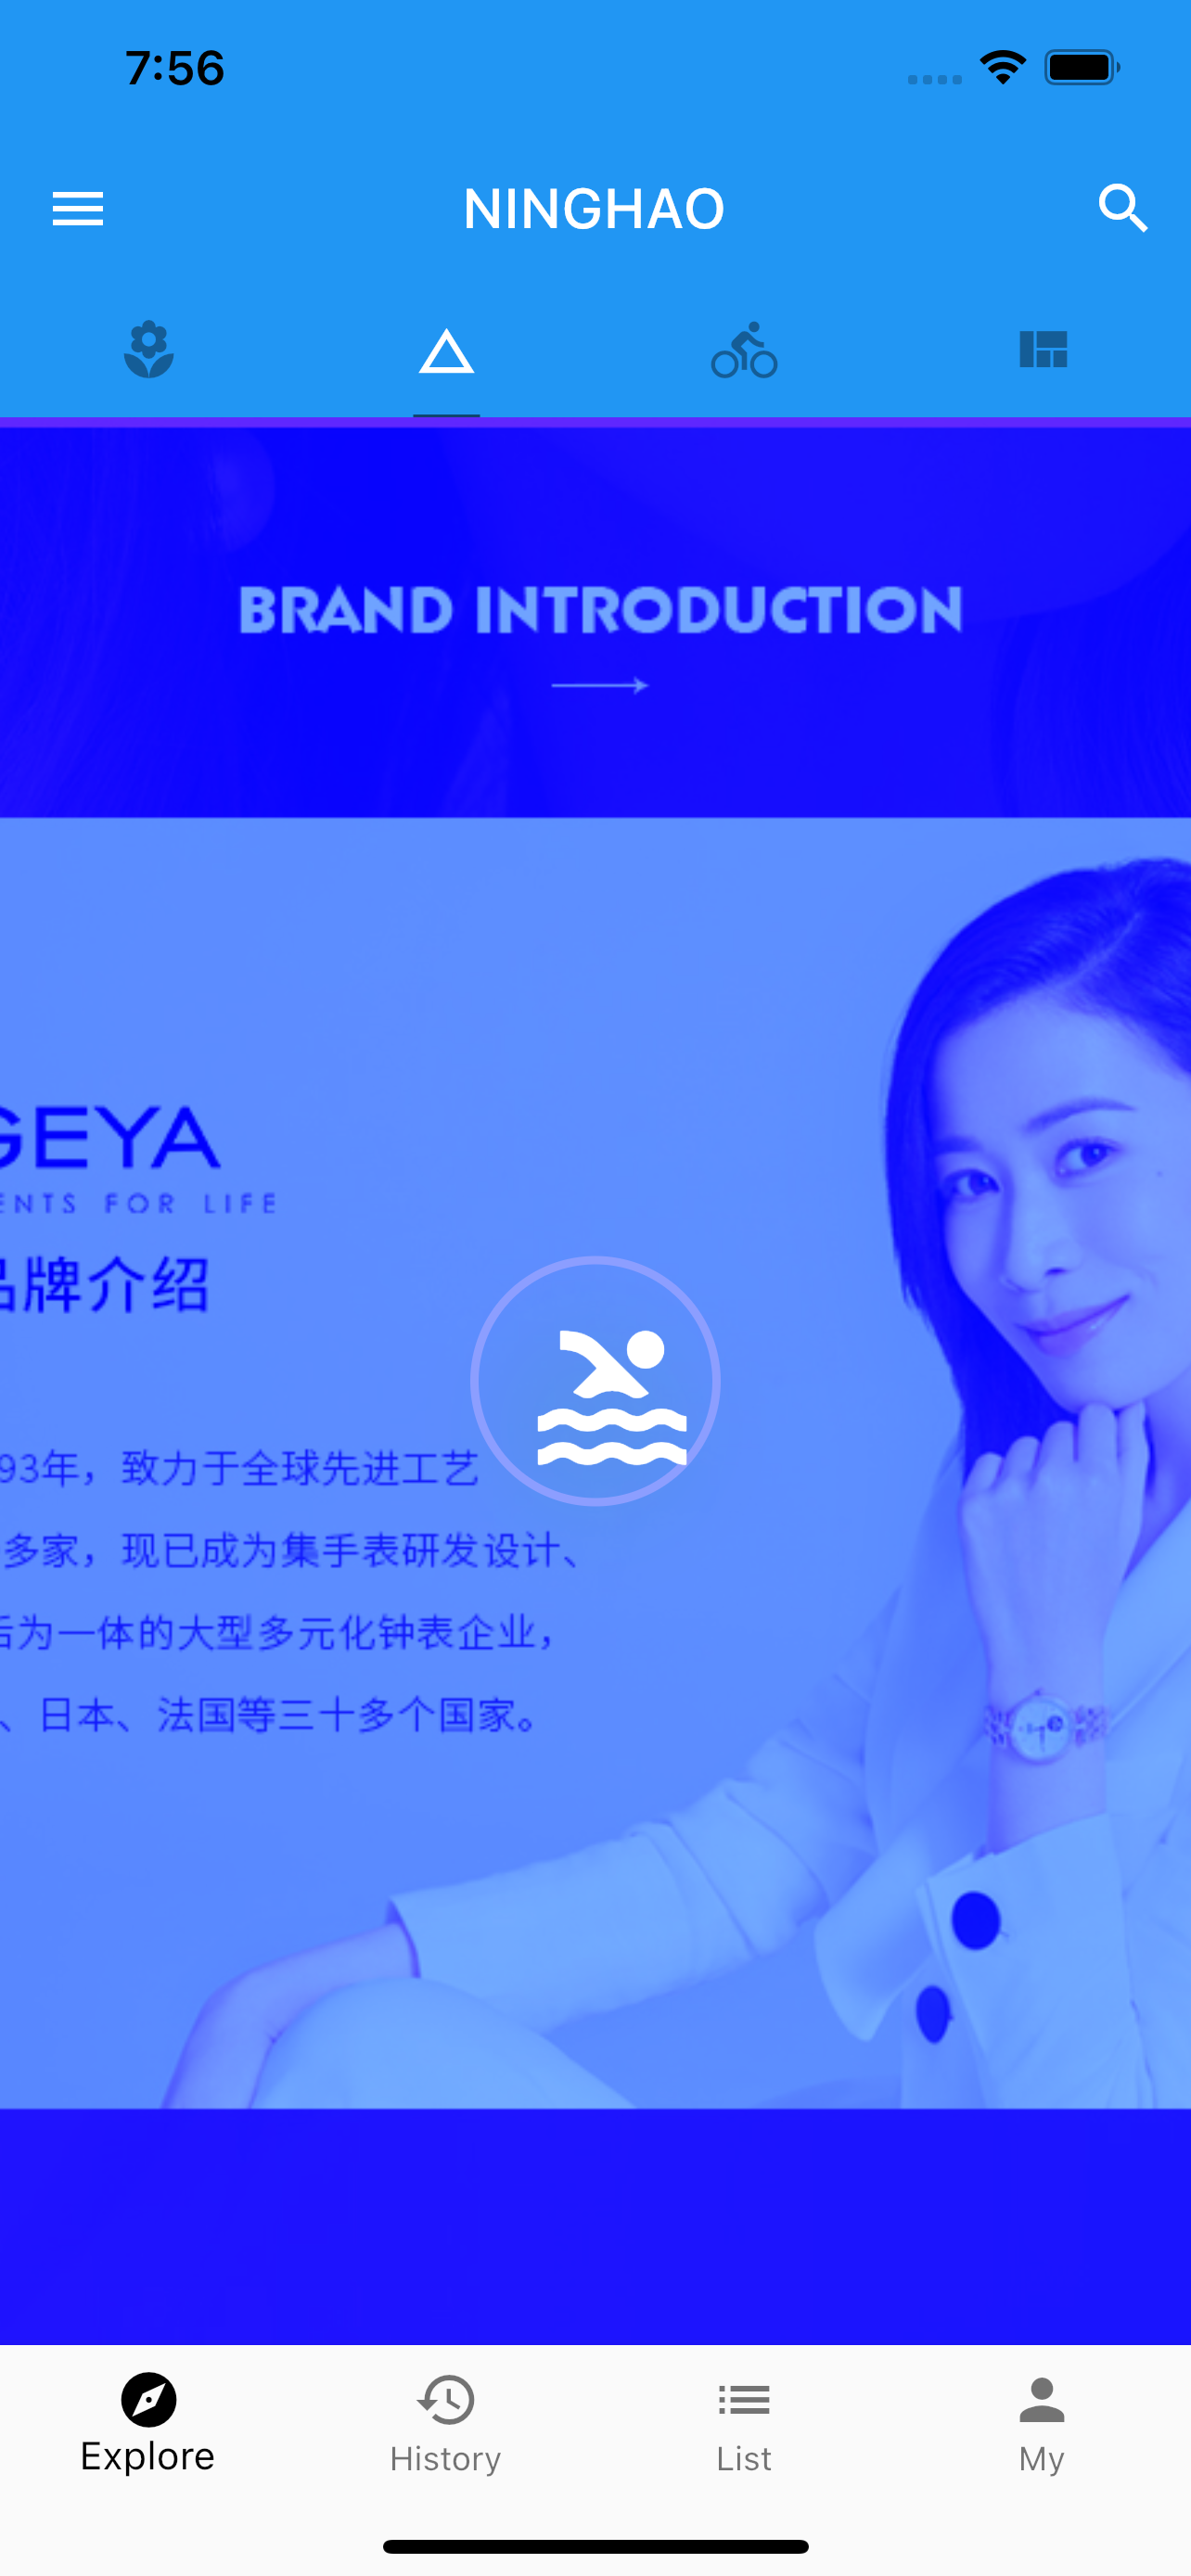 7:56
NINGHAO
BRAND INTRODUCTION
GEYA
ENTS FOR LIFE
品牌介绍
93年，致力于全球先进工艺
多家，现已成为集手表研发设计、
后为一体的大型多元化钟表企业，
、日本、法国等三十多个国家。
Explore
History
List
My